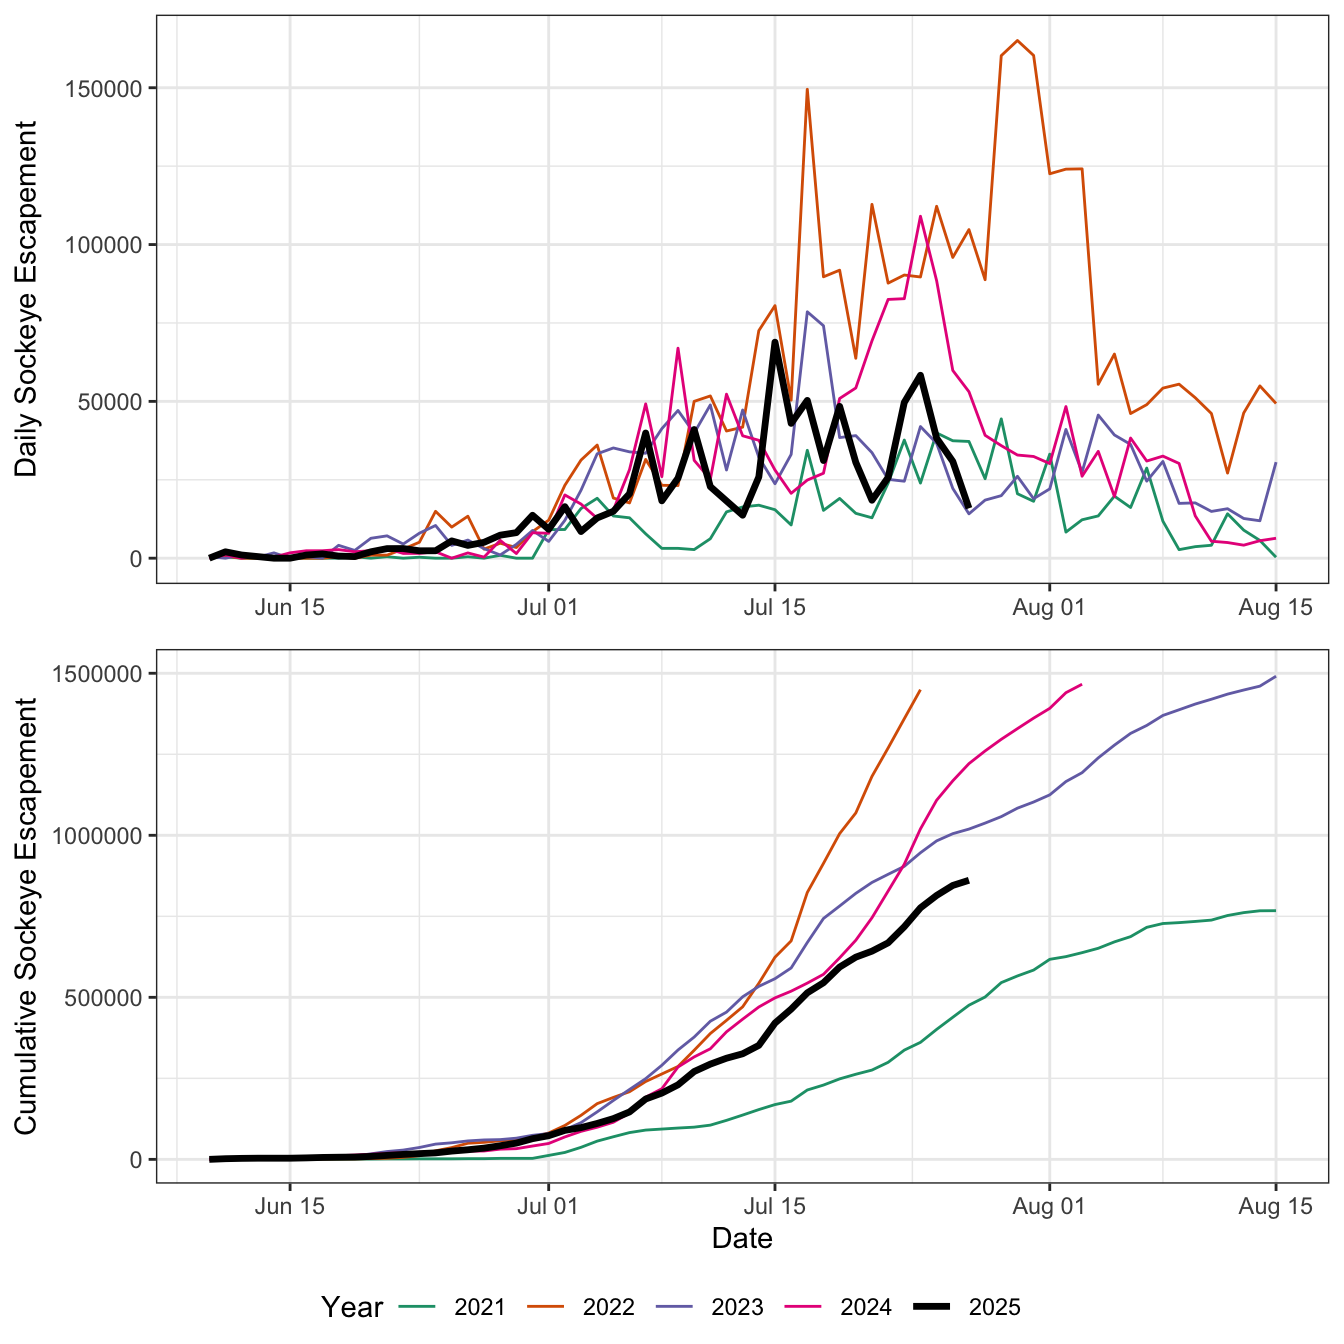 Daily Sockeye Escapement
150000
100000
50000
0
Jun 15 Jul 01 Jul 15 Aug 01 Aug 15
Cumulative Sockeye Escapement
1500000
1000000
500000
0
Jun 15 Jul 01 Jul 15 Aug 01 Aug 15
Date
Year 2021 2022 2023 2024 2025